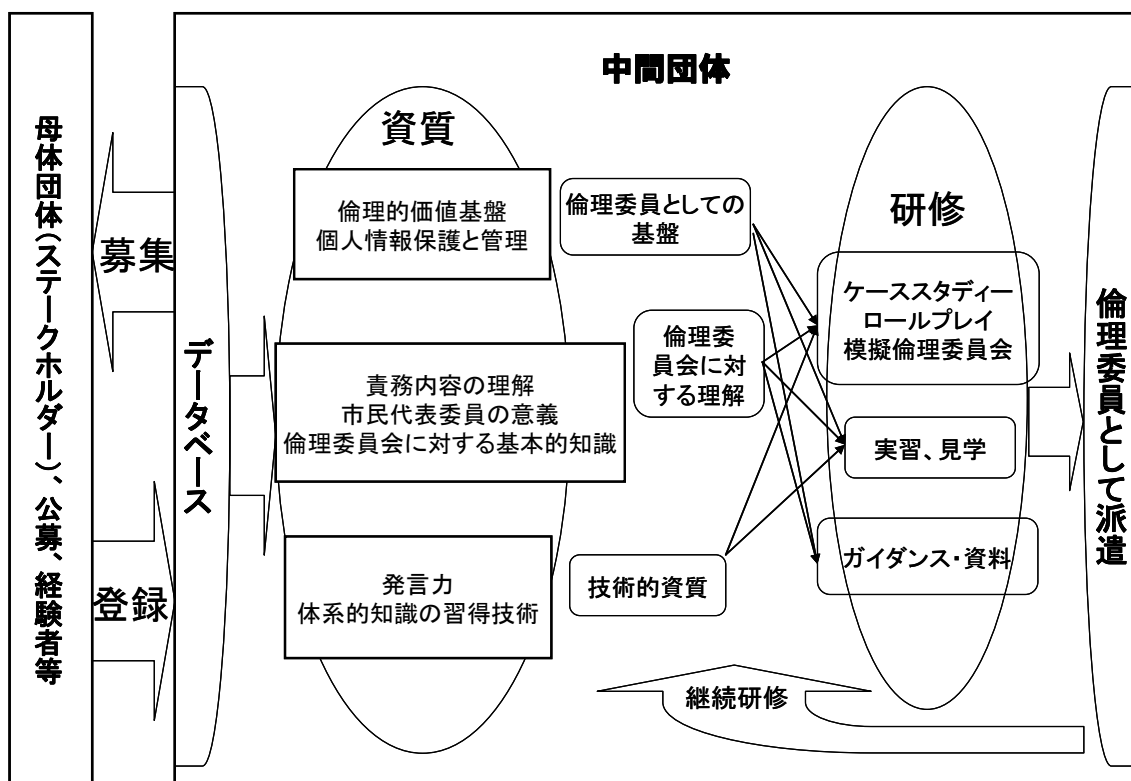 中間団体
母体団体(ステークホルダー)、公募、経験者等
募集
登録
データベース
資質
倫理的価値基盤
個人情報保護と管理
責務内容の理解
市民代表委員の意義
倫理委員会に対する基本的知識
発言力
体系的知識の習得技術
倫理委員としての
基盤
倫理委
員会に対
する理解
技術的資質
研修
ケーススタディー
ロールプレイ
模擬倫理委員会
実習、見学
ガイダンス・資料
継続研修
倫理委員として派遣